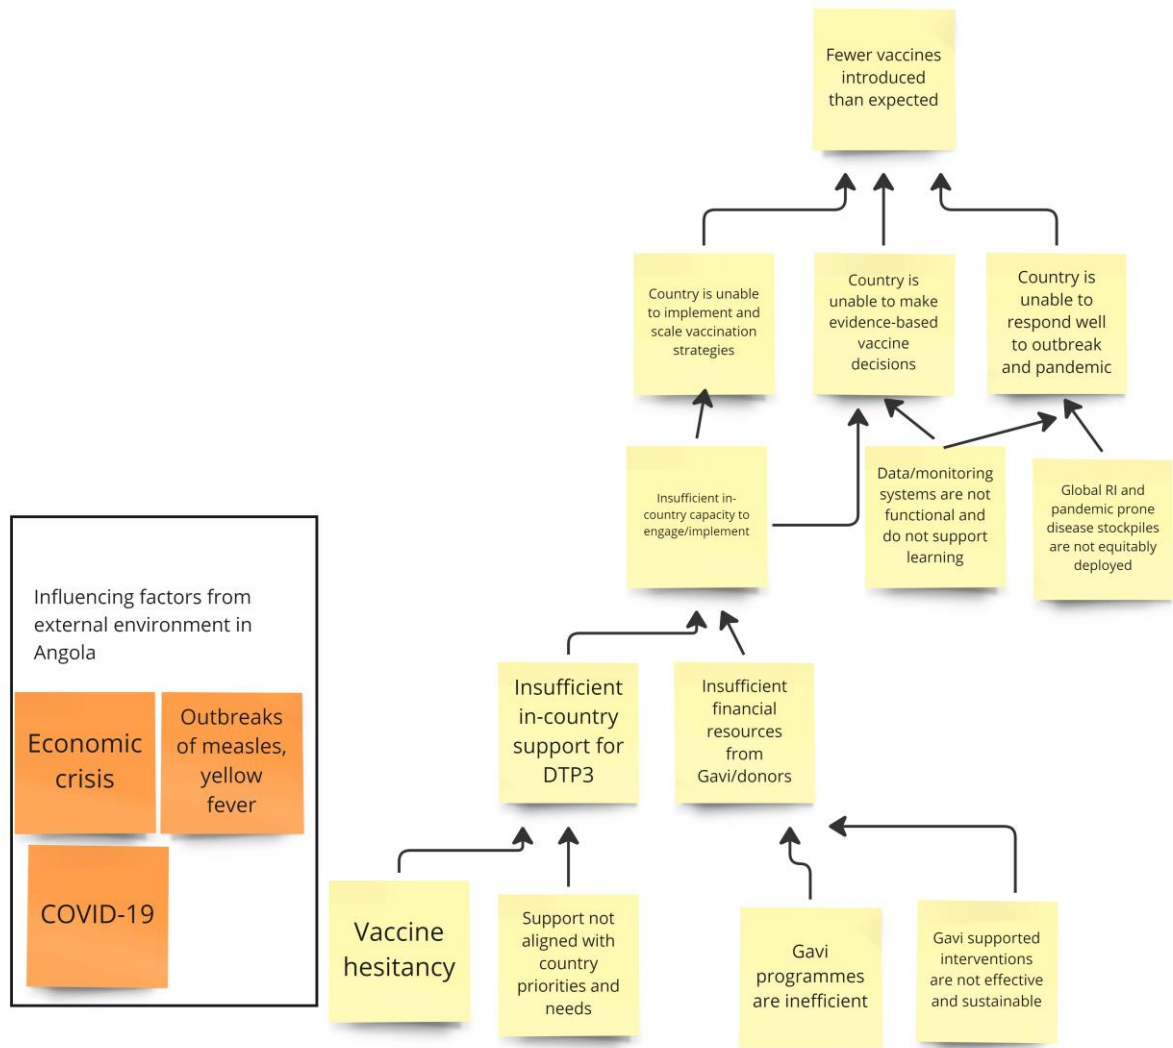 Fewer vaccines
introduced
than expected
Country is unable
to implement and
scale vaccination
strategies
Country is
unable to make
evidence-based
vaccine
decisions
Country is
unable to
respond well
to outbreak
and pandemic
Insufficient in-
country capacity to
engage/implement
Data/monitoring
systems are not
functional and
do not support
learning
Global RI and
pandemic prone
disease stockpiles
are not equitably
deployed
Influencing factors from
external environment in
Angola
Economic
crisis
Outbreaks
of measles,
yellow
fever
COVID-19
Insufficient
in-country
support for
DTP3
Insufficient
financial
resources
from
Gavi/donors
Vaccine
hesitancy
Support not
aligned with
country
priorities and
needs
Gavi
programmes
are inefficient
Gavi supported
interventions
are not effective
and sustainable